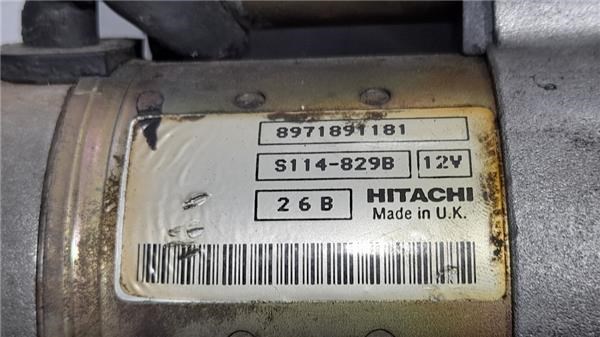 8971891181
S114-829B 12V
26B HITACHI
Made in U.K.